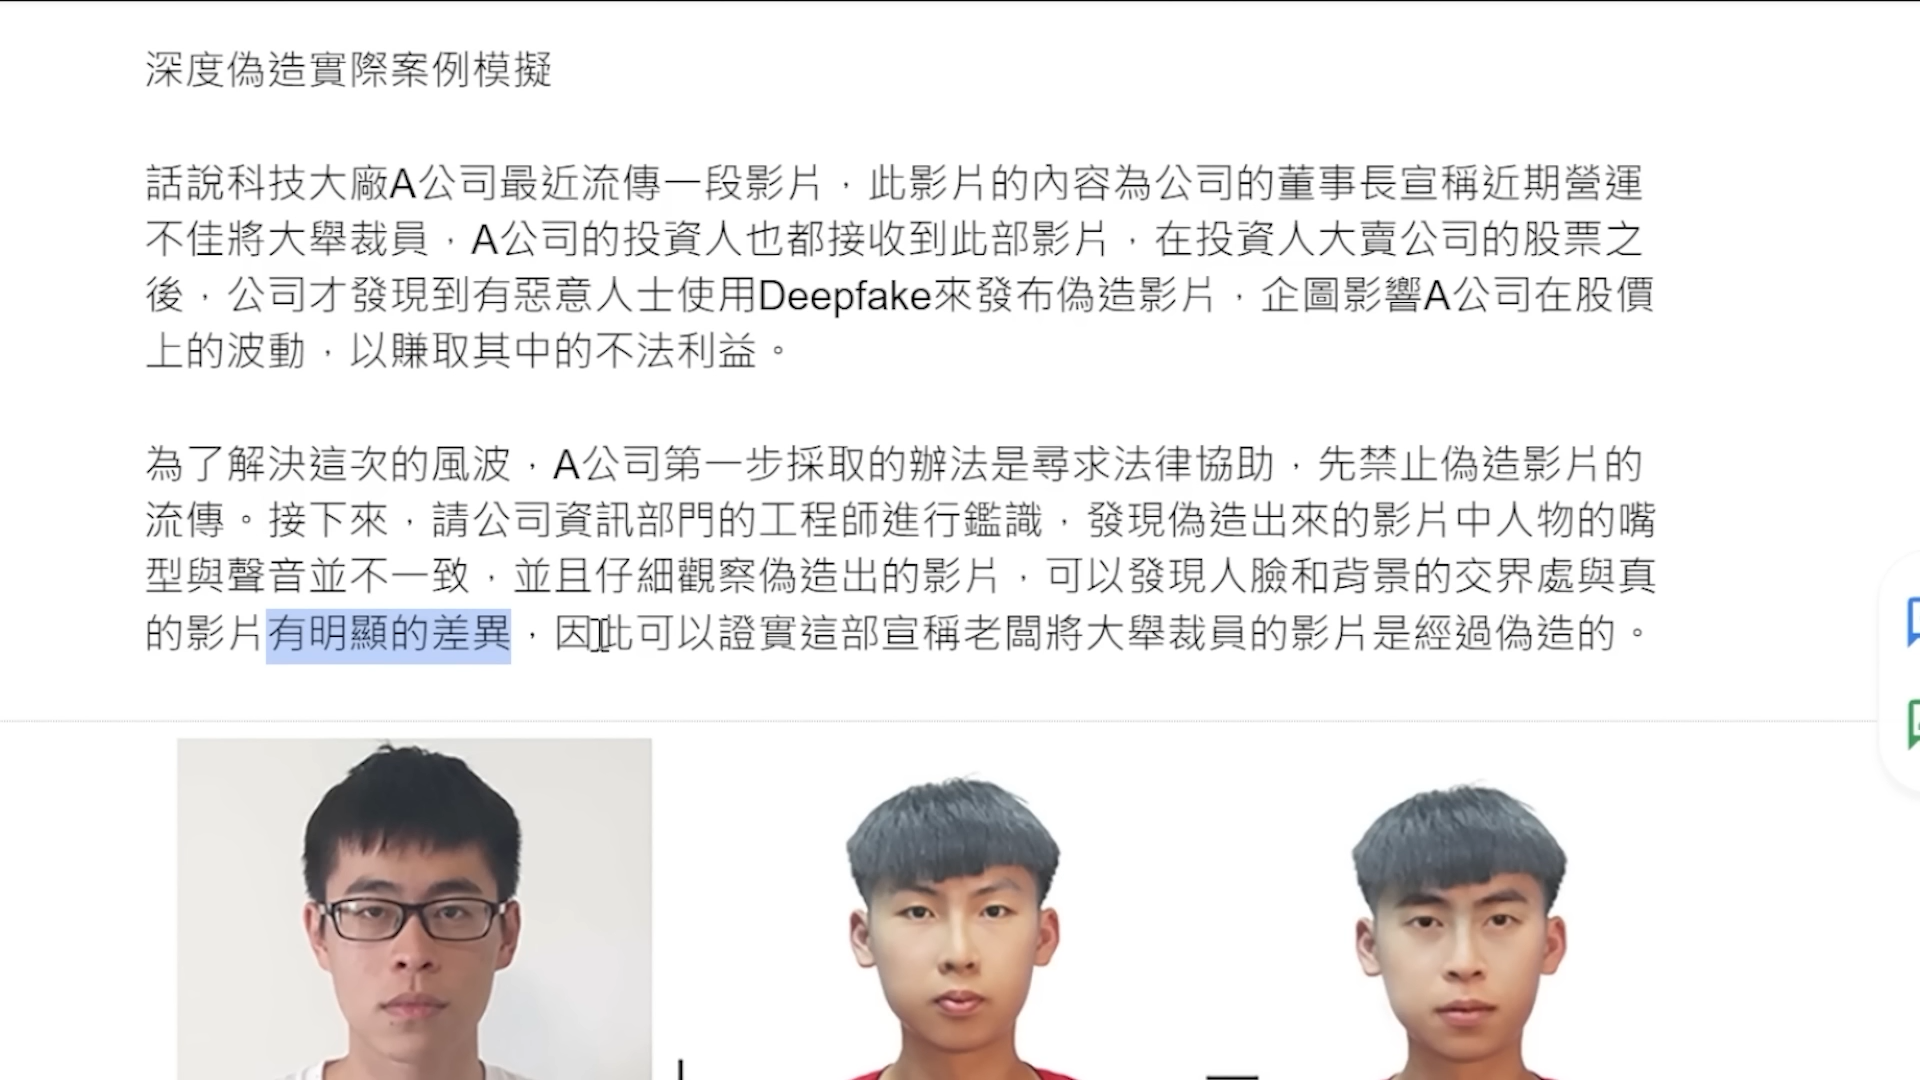 深度偽造實際案例模擬
話說科技大廠A公司最近流傳一段影片，此影片的內容為公司的董事長宣稱近期營運
不佳將大舉裁員，A公司的投資人也都接收到此部影片，在投資人大賣公司的股票之
後，公司才發現到有惡意人士使用Deepfake來發布偽造影片，企圖影響A公司在股價
上的波動，以賺取其中的不法利益。
為了解決這次的風波，A公司第一步採取的辦法是尋求法律協助，先禁止偽造影片的
流傳。接下來，請公司資訊部門的工程師進行鑑識，發現偽造出來的影片中人物的嘴
型與聲音並不一致，並且仔細觀察偽造出的影片，可以發現人臉和背景的交界處與真
的影片有明顯的差異，因此可以證實這部宣稱老闆將大舉裁員的影片是經過偽造的。